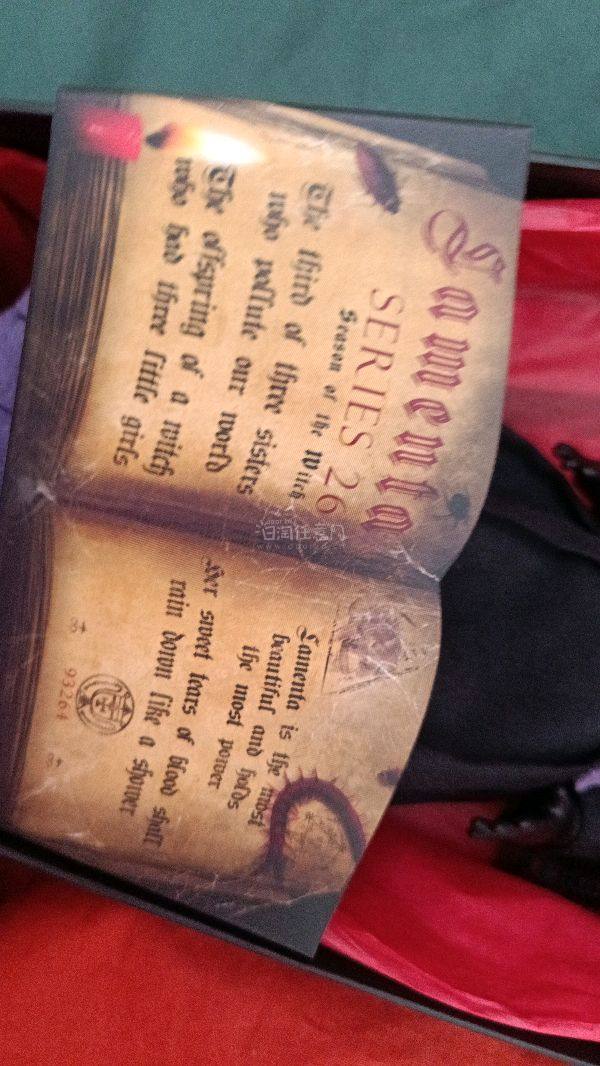 Lamenta
SERIES 26
Season of the Witch
The third of three sisters
who pollute our world
The offspring of a witch
who had three little girls
Lamenta is the most
beautiful and holds
the most power
Her sweet tears of blood shall
rain down like a shower
93264